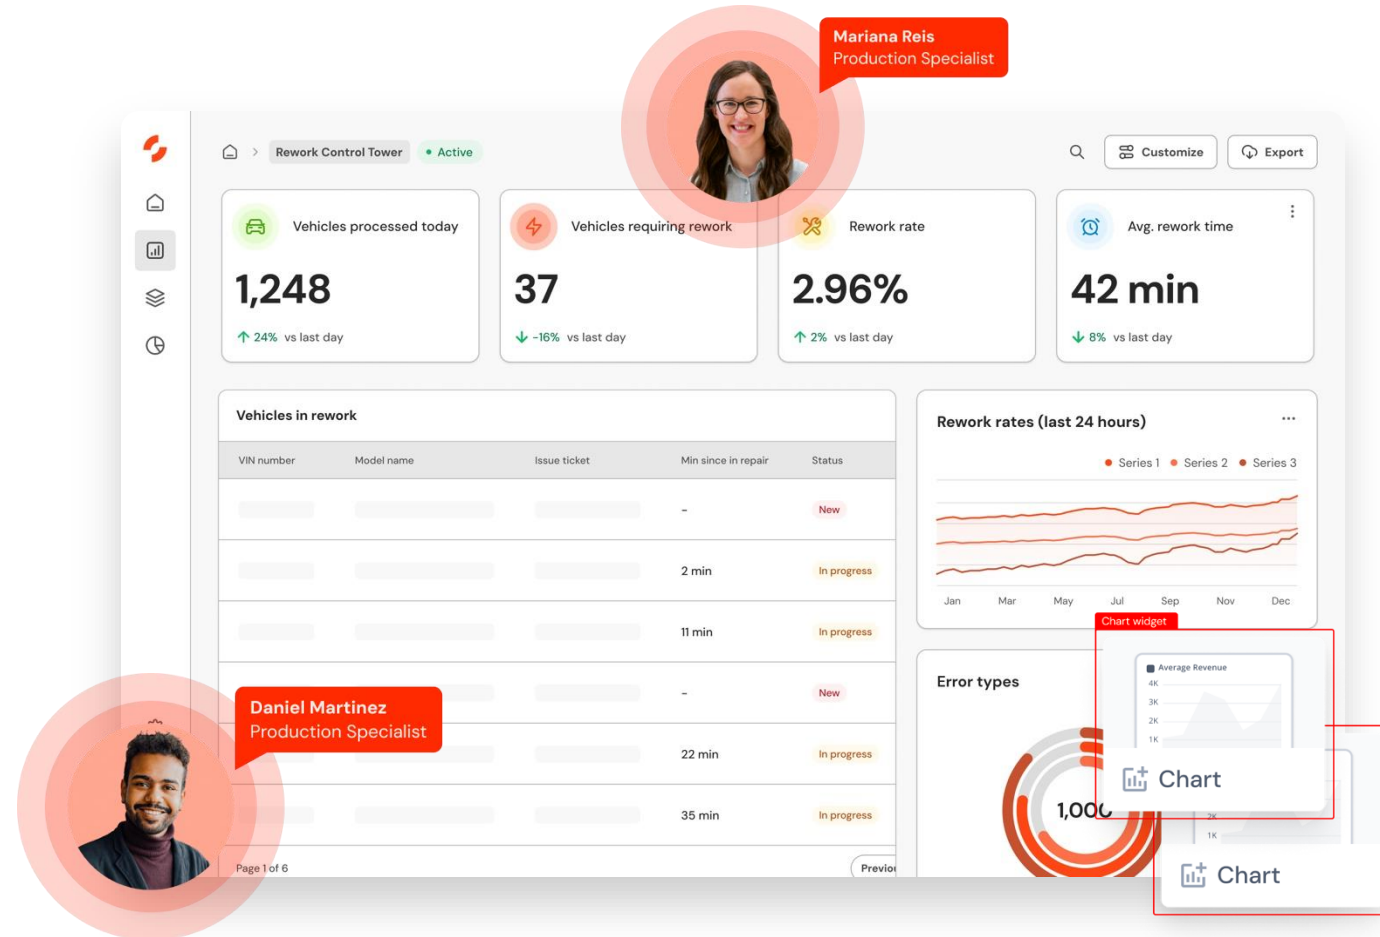 Mariana Reis
Production Specialist
Rework Control Tower
Active
Customize
Export
Vehicles processed today
1,248
24% vs last day
Vehicles requiring rework
37
-16% vs last day
Rework rate
2.96%
2% vs last day
Avg. rework time
42 min
8% vs last day
Vehicles in rework
VIN number Model name Issue ticket Min since in repair Status
- New
2 min In progress
11 min In progress
- New
22 min In progress
35 min In progress
Page 1 of 6
Daniel Martinez
Production Specialist
Rework rates (last 24 hours)
Series 1 Series 2 Series 3
Jan Mar May Jul Sep Nov Dec
Chart widget
Error types
1,000
Average Revenue
4K
3K
2K
1K
Chart
2K
1K
Chart